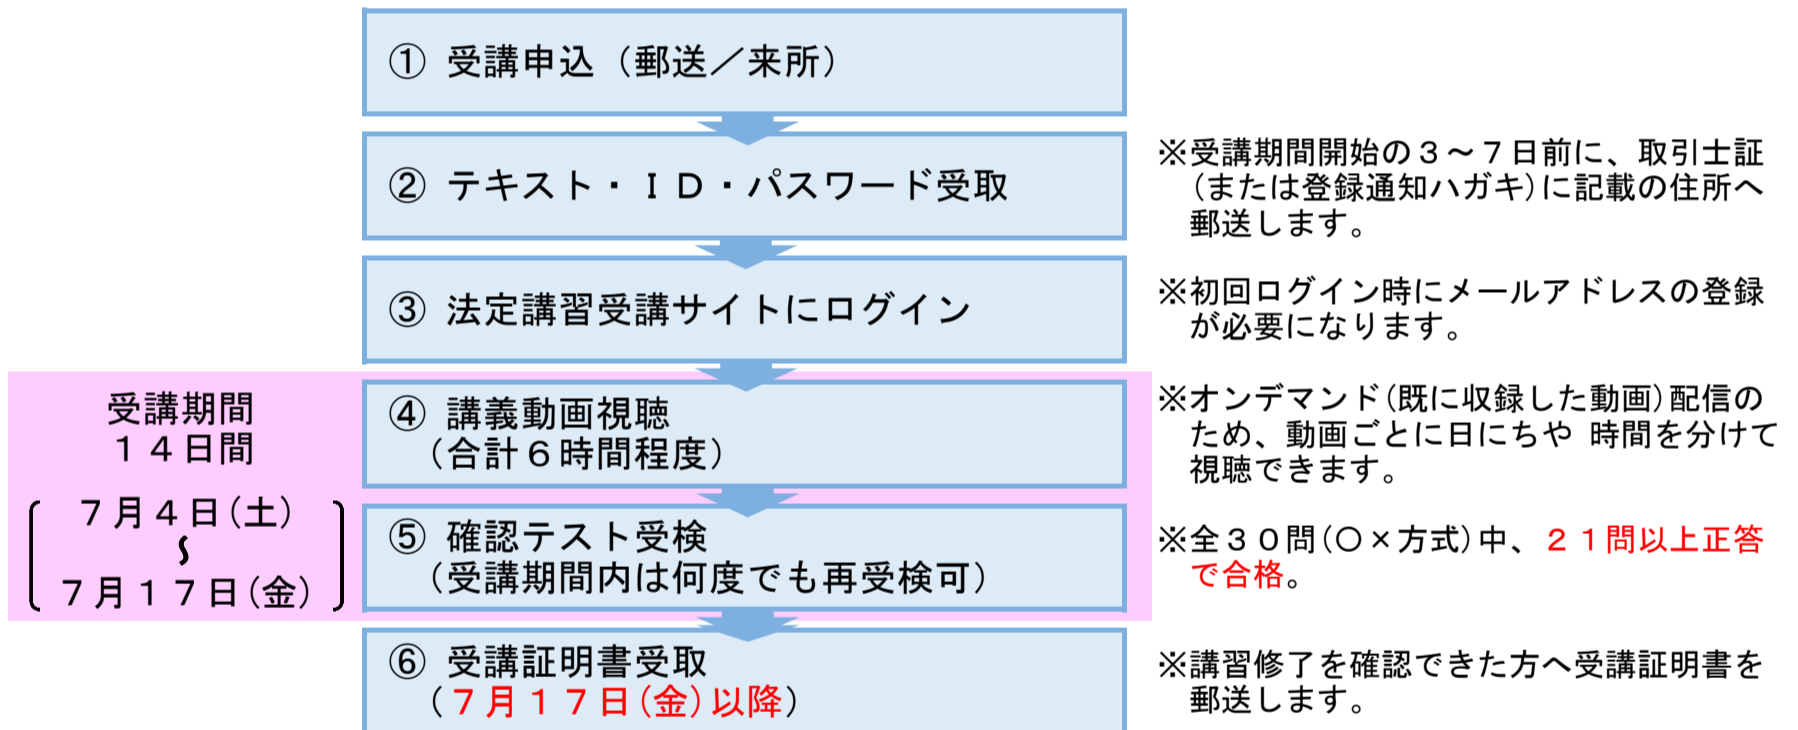 ① 受講申込（郵送／来所）
② テキスト・ＩＤ・パスワード受取
※受講期間開始の３～７日前に、取引士証
(または登録通知ハガキ)に記載の住所へ
郵送します。
③ 法定講習受講サイトにログイン
※初回ログイン時にメールアドレスの登録
が必要になります。
受講期間
１４日間
７月４日(土)
～
７月１７日(金)
④ 講義動画視聴
（合計６時間程度）
※オンデマンド(既に収録した動画)配信の
ため、動画ごとに日にちや 時間を分けて
視聴できます。
⑤ 確認テスト受検
（受講期間内は何度でも再受検可）
※全３０問(〇×方式)中、２１問以上正答
で合格。
⑥ 受講証明書受取
（７月１７日(金)以降）
※講習修了を確認できた方へ受講証明書を
郵送します。